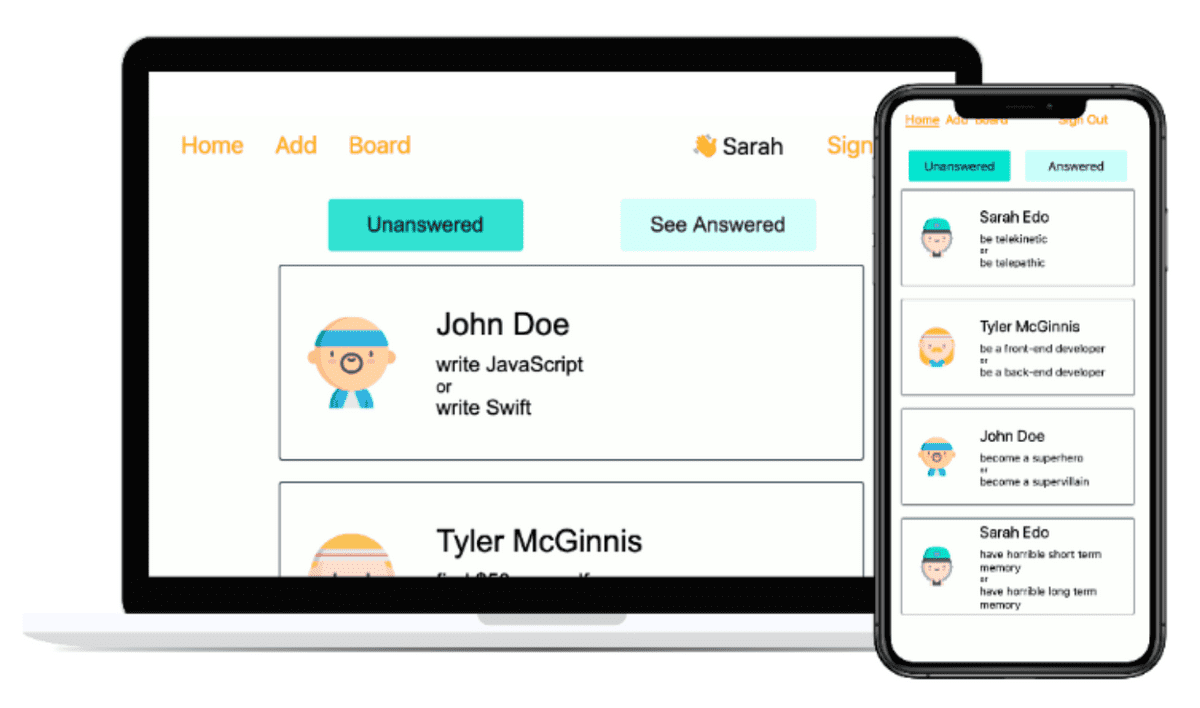 Home Add Board 👋 Sarah Sign
Unanswered See Answered
John Doe
write JavaScript
or
write Swift
Tyler McGinnis
Home Add Board Sign Out
Unanswered Answered
Sarah Edo
be telekinetic
or
be telepathic
Tyler McGinnis
be a front-end developer
or
be a back-end developer
John Doe
become a superhero
or
become a supervillain
Sarah Edo
have horrible short term
memory
or
have horrible long term
memory